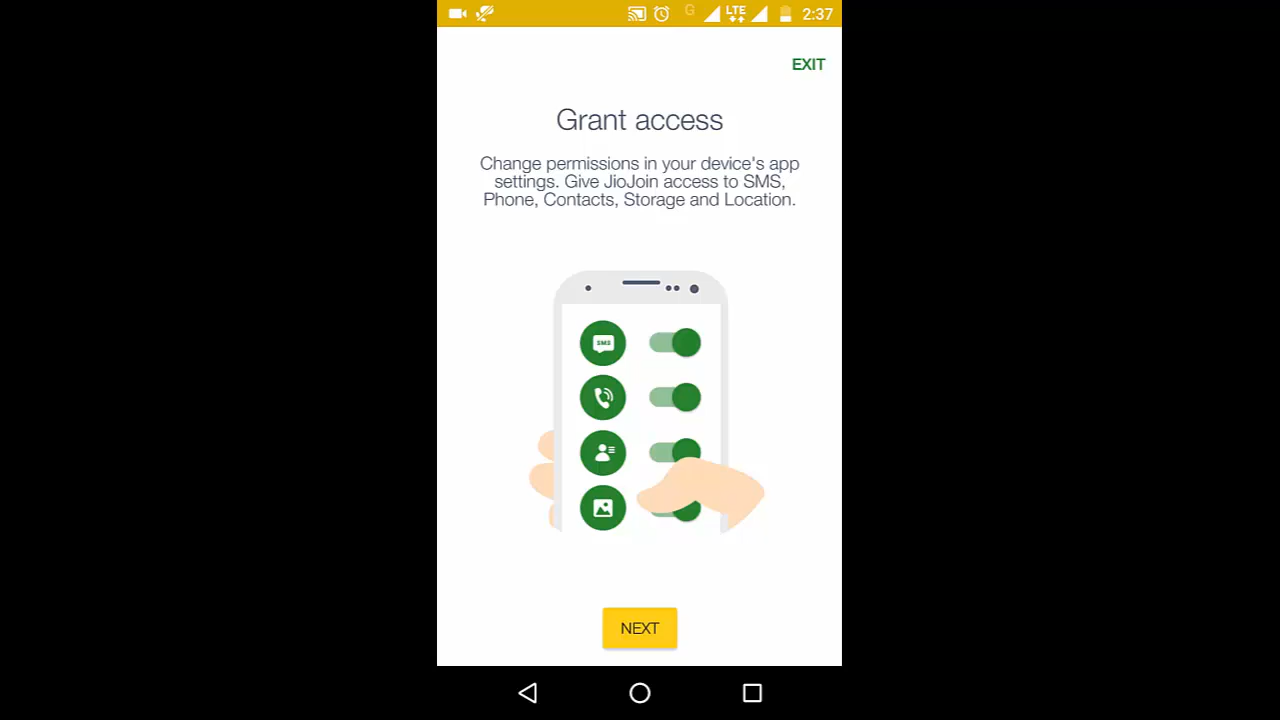 G LTE 2:37
EXIT
Grant access
Change permissions in your device's app
settings. Give JioJoin access to SMS,
Phone, Contacts, Storage and Location.
SMS
NEXT